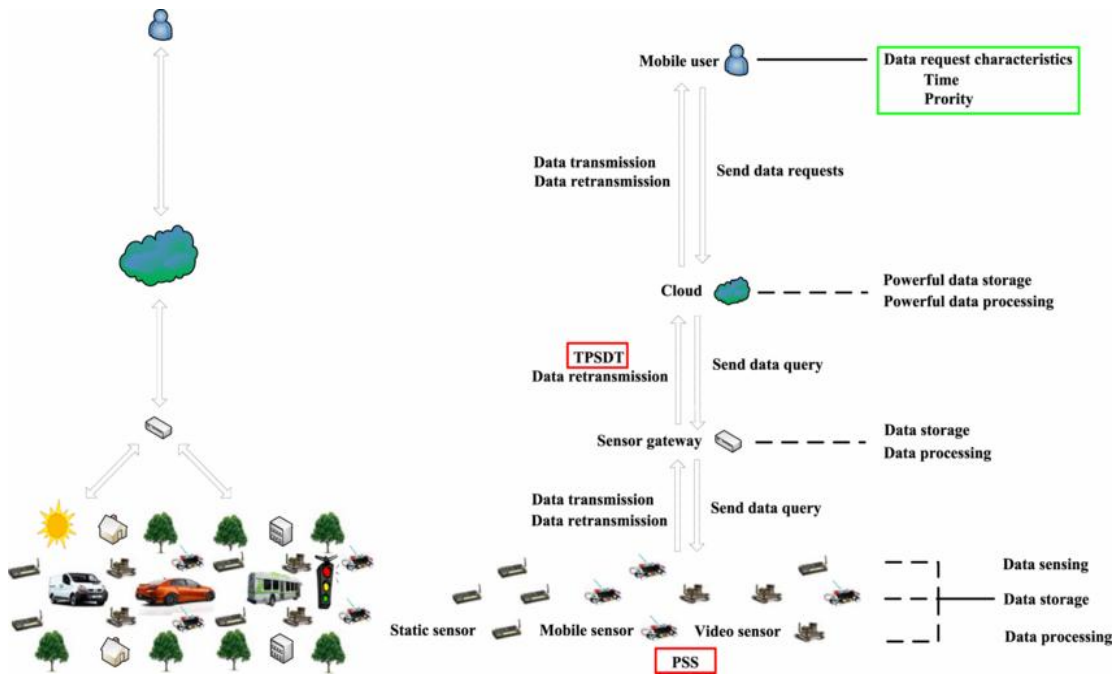 Mobile user
Data request characteristics
Time
Prority
Data transmission
Data retransmission
Send data requests
Cloud
Powerful data storage
Powerful data processing
TPSDT
Data retransmission
Send data query
Sensor gateway
Data storage
Data processing
Data transmission
Data retransmission
Send data query
Data sensing
Data storage
Data processing
Static sensor
Mobile sensor
Video sensor
PSS